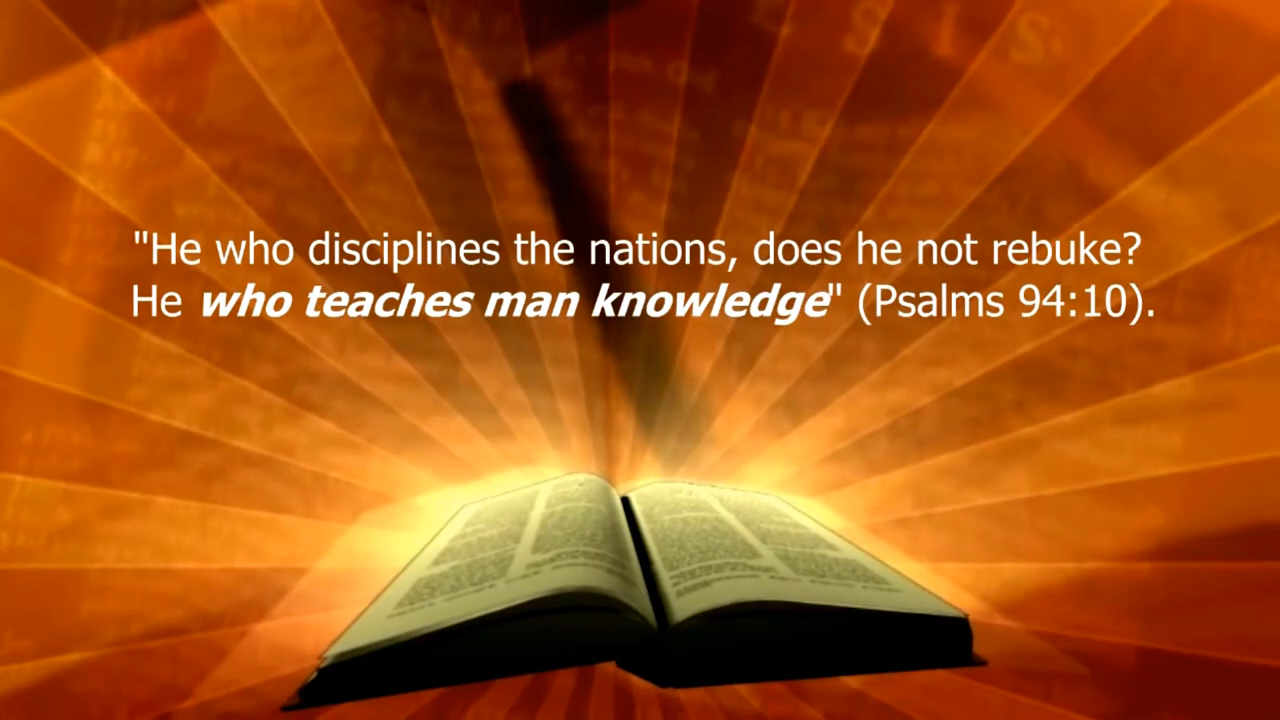 "He who disciplines the nations, does he not rebuke?
He who teaches man knowledge" (Psalms 94:10).